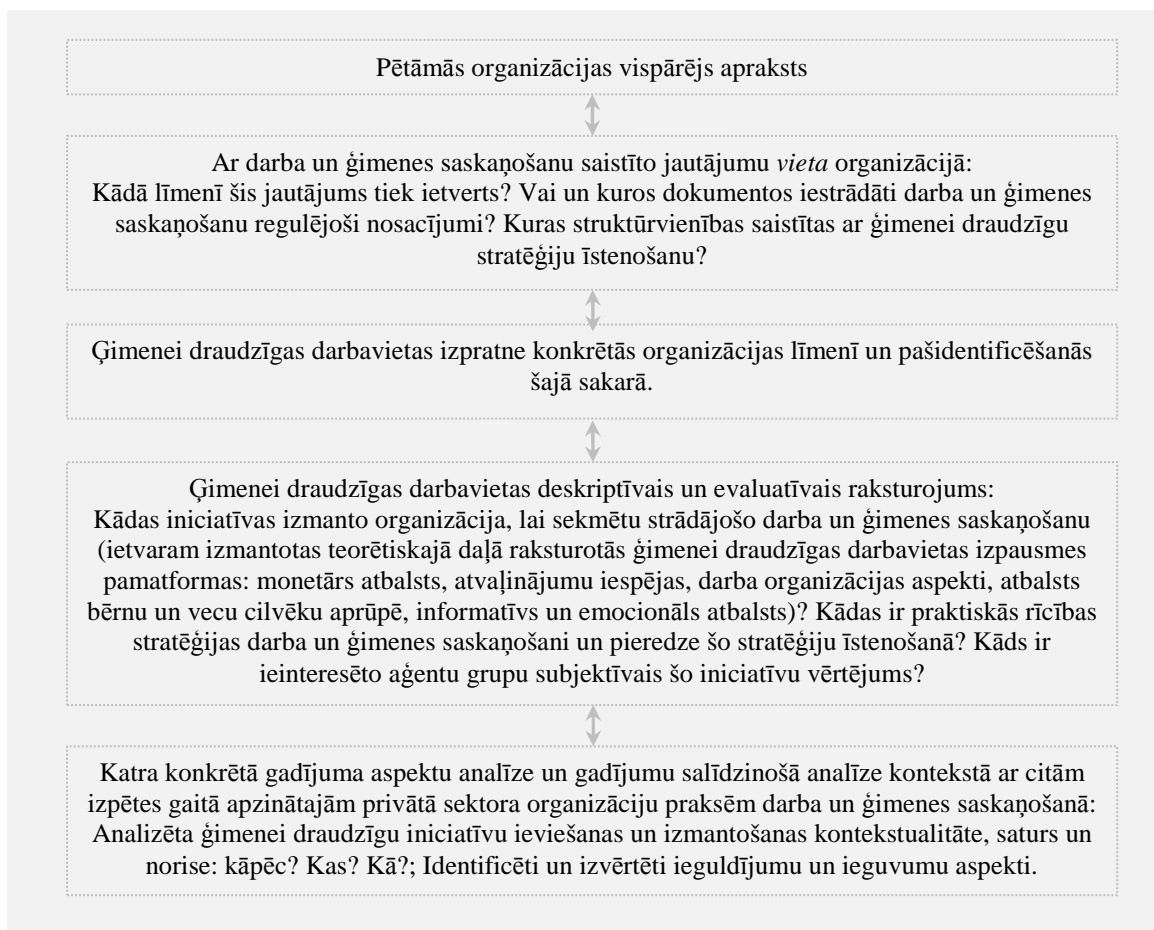 Pētāmās organizācijas vispārējs apraksts
Ar darba un ģimenes saskaņošanu saistīto jautājumu vieta organizācijā:
Kādā līmenī šis jautājums tiek ietverts? Vai un kuros dokumentos iestrādāti darba un ģimenes
saskaņošanu regulējoši nosacījumi? Kuras struktūrvienības saistītas ar ģimenei draudzīgu
stratēģiju īstenošanu?
Ģimenei draudzīgas darbavietas izpratne konkrētās organizācijas līmenī un pašidentificēšanās
šajā sakarā.
Ģimenei draudzīgas darbavietas deskriptīvais un evaluatīvais raksturojums:
Kādas iniciatīvas izmanto organizācija, lai sekmētu strādājošo darba un ģimenes saskaņošanu
(ietvaram izmantotas teorētiskajā daļā raksturotās ģimenei draudzīgas darbavietas izpausmes
pamatformas: monetārs atbalsts, atvaļinājumu iespējas, darba organizācijas aspekti, atbalsts
bērnu un vecu cilvēku aprūpē, informatīvs un emocionāls atbalsts)? Kādas ir praktiskās rīcības
stratēģijas darba un ģimenes saskaņošani un pieredze šo stratēģiju īstenošanā? Kāds ir
ieinteresēto aģentu grupu subjektīvais šo iniciatīvu vērtējums?
Katra konkrētā gadījuma aspektu analīze un gadījumu salīdzinošā analīze kontekstā ar citām
izpētes gaitā apzinātajām privātā sektora organizāciju praksēm darba un ģimenes saskaņošanā:
Analizēta ģimenei draudzīgu iniciatīvu ieviešanas un izmantošanas kontekstualitāte, saturs un
norise: kāpēc? Kas? Kā?; Identificēti un izvērtēti ieguldījumu un ieguvumu aspekti.